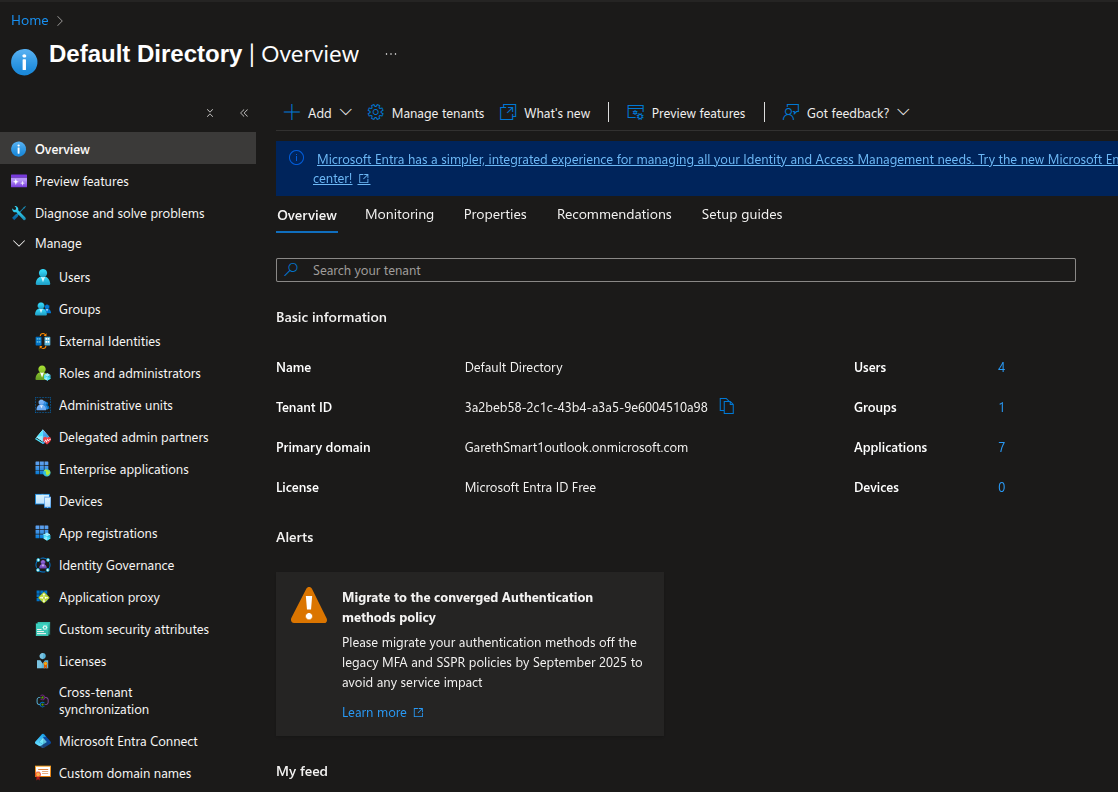 Home
Default Directory | Overview
Add
Manage tenants
What's new
Preview features
Got feedback?
Overview
Preview features
Diagnose and solve problems
Manage
Users
Groups
External Identities
Roles and administrators
Administrative units
Delegated admin partners
Enterprise applications
Devices
App registrations
Identity Governance
Application proxy
Custom security attributes
Licenses
Cross-tenant
synchronization
Microsoft Entra Connect
Custom domain names
Microsoft Entra has a simpler, integrated experience for managing all your Identity and Access Management needs. Try the new Microsoft En
center!
Overview Monitoring Properties Recommendations Setup guides
Search your tenant
Basic information
Name Default Directory Users 4
Tenant ID 3a2beb58-2c1c-43b4-a3a5-9e6004510a98 Groups 1
Primary domain GarethSmart1outlook.onmicrosoft.com Applications 7
License Microsoft Entra ID Free Devices 0
Alerts
Migrate to the converged Authentication
methods policy
Please migrate your authentication methods off the
legacy MFA and SSPR policies by September 2025 to
avoid any service impact
Learn more
My feed